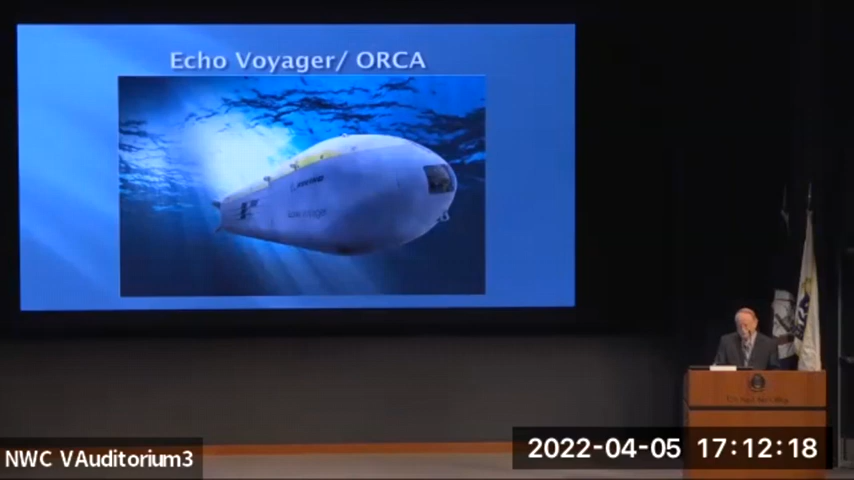 Echo Voyager/ ORCA
BOEING
NWC VAuditorium3
2022-04-05 17:12:18